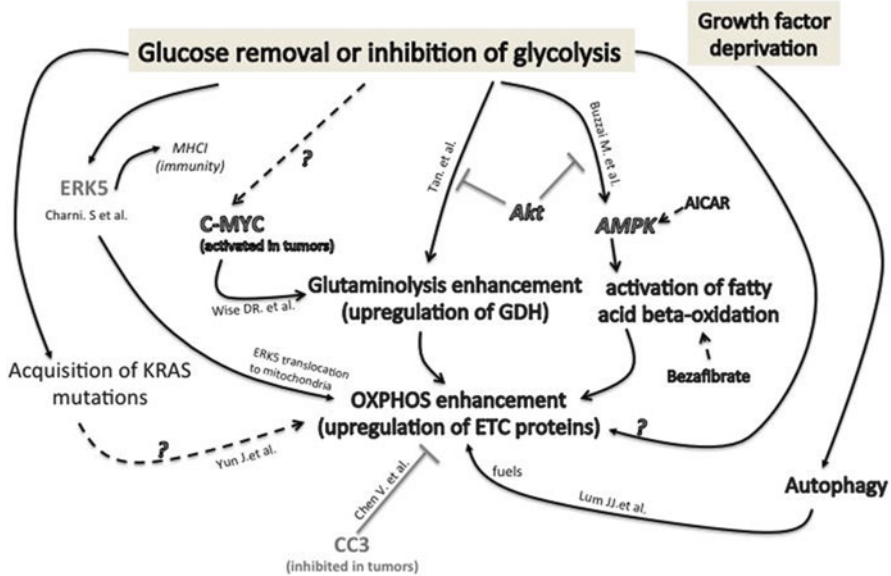 Growth factor
deprivation
Glucose removal or inhibition of glycolysis
MHCI
(immunity)
?
Tan. et al.
Buzzai M. et al.
ERK5
Charni. S et al.
Akt
AICAR
C-MYC
(activated in tumors)
AMPK
Glutaminolysis enhancement
(upregulation of GDH)
activation of fatty
acid beta-oxidation
Wise DR. et al.
ERK5 translocation
to mitochondria
Acquisition of KRAS
mutations
Bezafibrate
OXPHOS enhancement
(upregulation of ETC proteins)
?
?
Yun J.et al.
Chen V. et al.
fuels
Lum JJ.et al.
Autophagy
CC3
(inhibited in tumors)